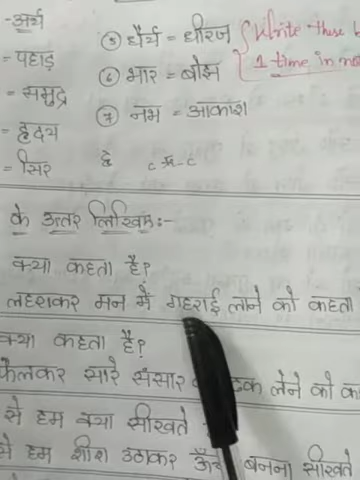 -अर्थ
⑤ धैर्य = धीरज
Write these
- पहाड़
⑥ भार = बोझ
1 time in
= समुद्र
⑦ नभ = आकाश
= हृदय
= सिर
के उत्तर लिखिए:-
क्या कहता है?
लहराकर मन में गहराई लाने को कहता
क्या कहता है?
फैलकर सारे संसार ढक लेने को
से हम क्या सीखते
से हम शीश उठाकर ऊँचे बनना सीखते